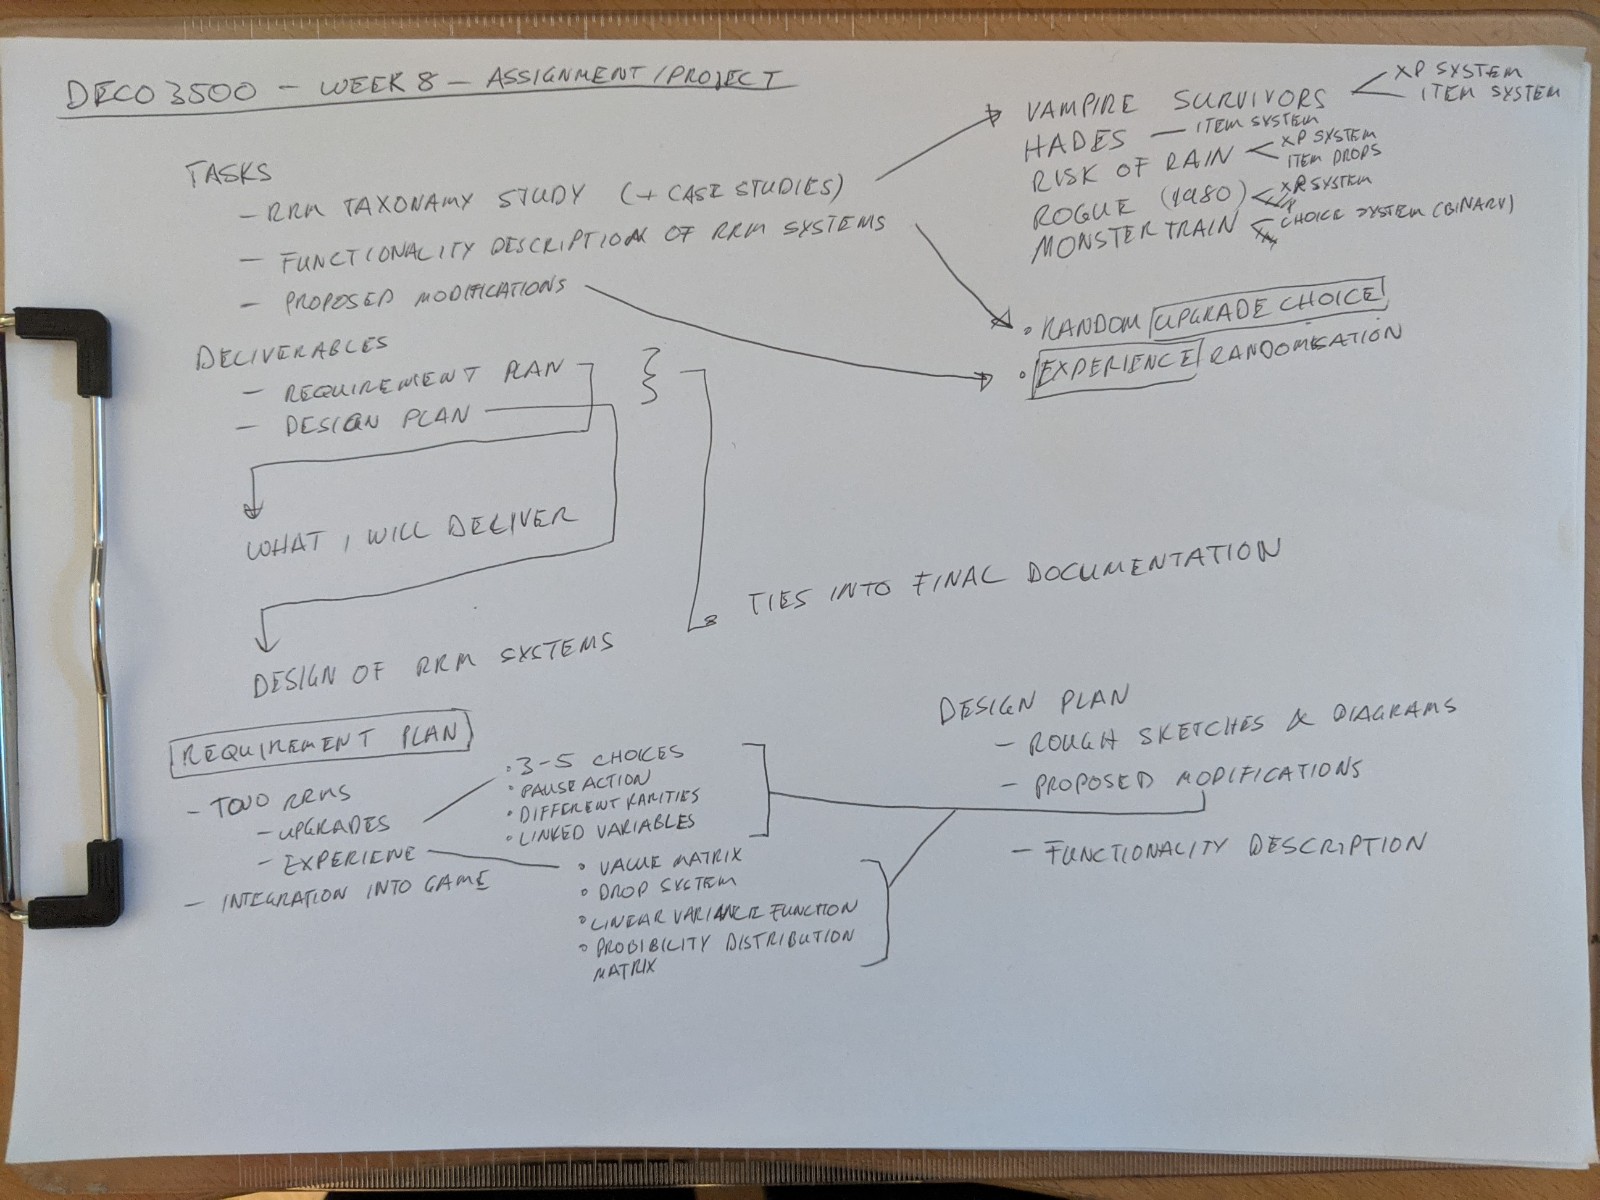 DECO3500 - WEEK 8 - ASSIGNMENT/PROJECT
TASKS
- RRM TAXONAMY STUDY (+ CASE STUDIES)
- FUNCTIONALITY DESCRIPTION OF RRM SYSTEMS
- PROPOSED MODIFICATIONS
VAMPIRE SURVIVORS
XP SYSTEM
ITEM SYSTEM
HADES - ITEM SYSTEM
RISK OF RAIN
XP SYSTEM
ITEM DROPS
ROGUE (1980)
XP SYSTEM
MONSTER TRAIN
CHOICE SYSTEM (BINARY)
• RANDOM UPGRADE CHOICE
• EXPERIENCE RANDOMISATION
DELIVERABLES
- REQUIREMENT PLAN
- DESIGN PLAN
WHAT I WILL DELIVER
DESIGN OF RRM SYSTEMS
TIES INTO FINAL DOCUMENTATION
REQUIREMENT PLAN
- TWO RRMS
- UPGRADES
- EXPERIENE
- INTEGRATION INTO GAME
• 3-5 CHOICES
• PAUSE ACTION
• DIFFERENT RARITIES
• LINKED VARIABLES
• VALUE MATRIX
• DROP SYSTEM
• LINEAR VARIANCE FUNCTION
• PROBIBILITY DISTRIBUTION
MATRIX
DESIGN PLAN
- ROUGH SKETCHES & DIAGRAMS
- PROPOSED MODIFICATIONS
- FUNCTIONALITY DESCRIPTION